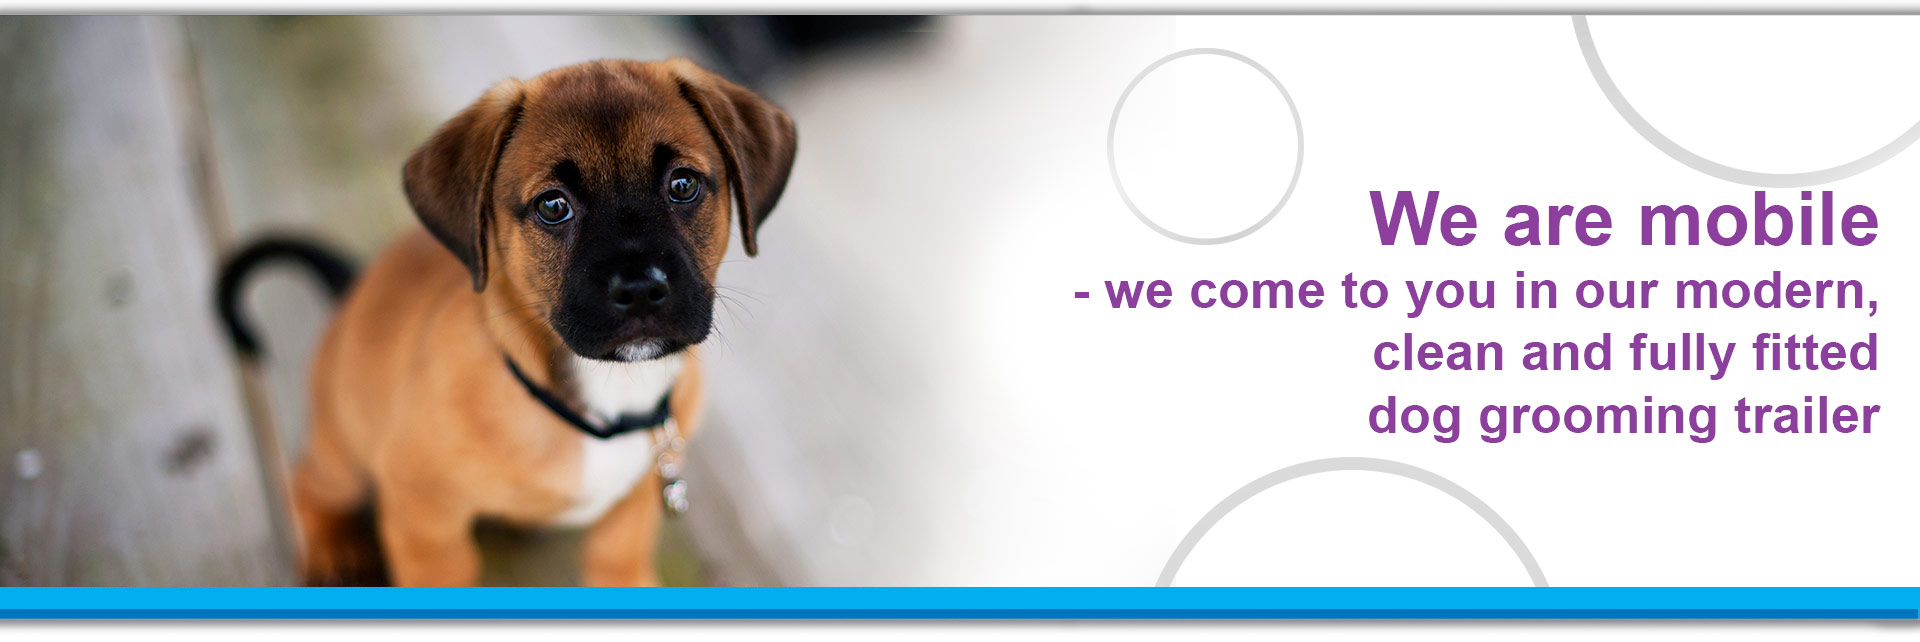 We are mobile
- we come to you in our modern,
clean and fully fitted
dog grooming trailer